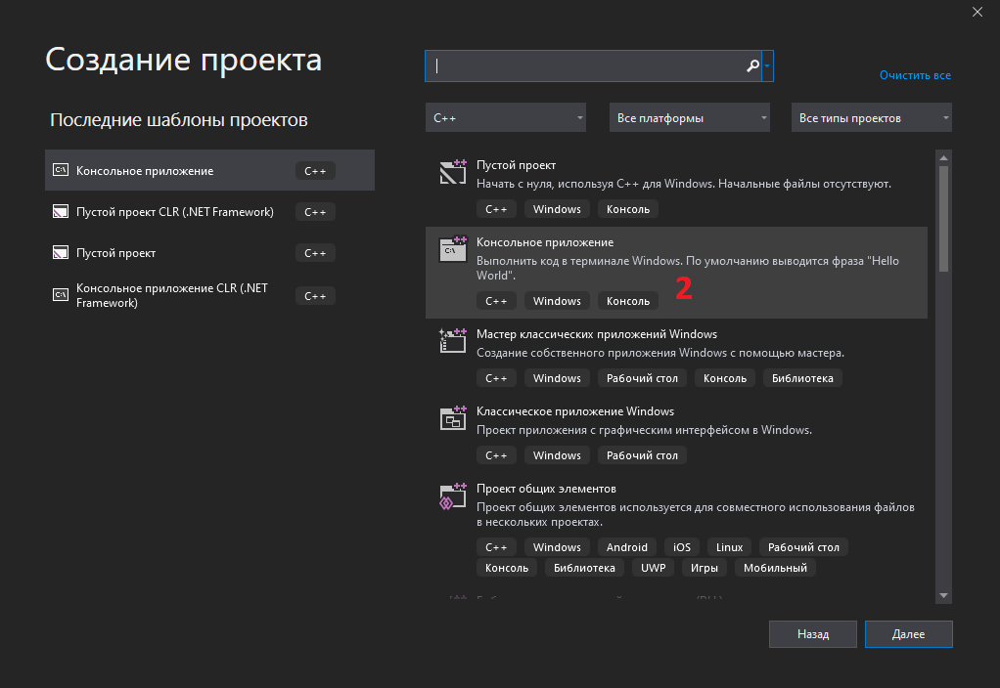 Создание проекта
Очистить все
Последние шаблоны проектов
C++
Все платформы
Все типы проектов
Консольное приложение
C++
Пустой проект CLR (.NET Framework)
C++
Пустой проект
C++
Консольное приложение CLR (.NET
Framework)
C++
Пустой проект
Начать с нуля, используя C++ для Windows. Начальные файлы отсутствуют.
C++ Windows Консоль
Консольное приложение
Выполнить код в терминале Windows. По умолчанию выводится фраза "Hello
World".
2
C++ Windows Консоль
Мастер классических приложений Windows
Создание собственного приложения Windows с помощью мастера.
C++ Windows Рабочий стол Консоль Библиотека
Классическое приложение Windows
Проект приложения с графическим интерфейсом в Windows.
C++ Windows Рабочий стол
Проект общих элементов
Проект общих элементов используется для совместного использования файлов
в нескольких проектах.
C++ Windows Android iOS Linux Рабочий стол
Консоль Библиотека UWP Игры Мобильный
Назад
Далее